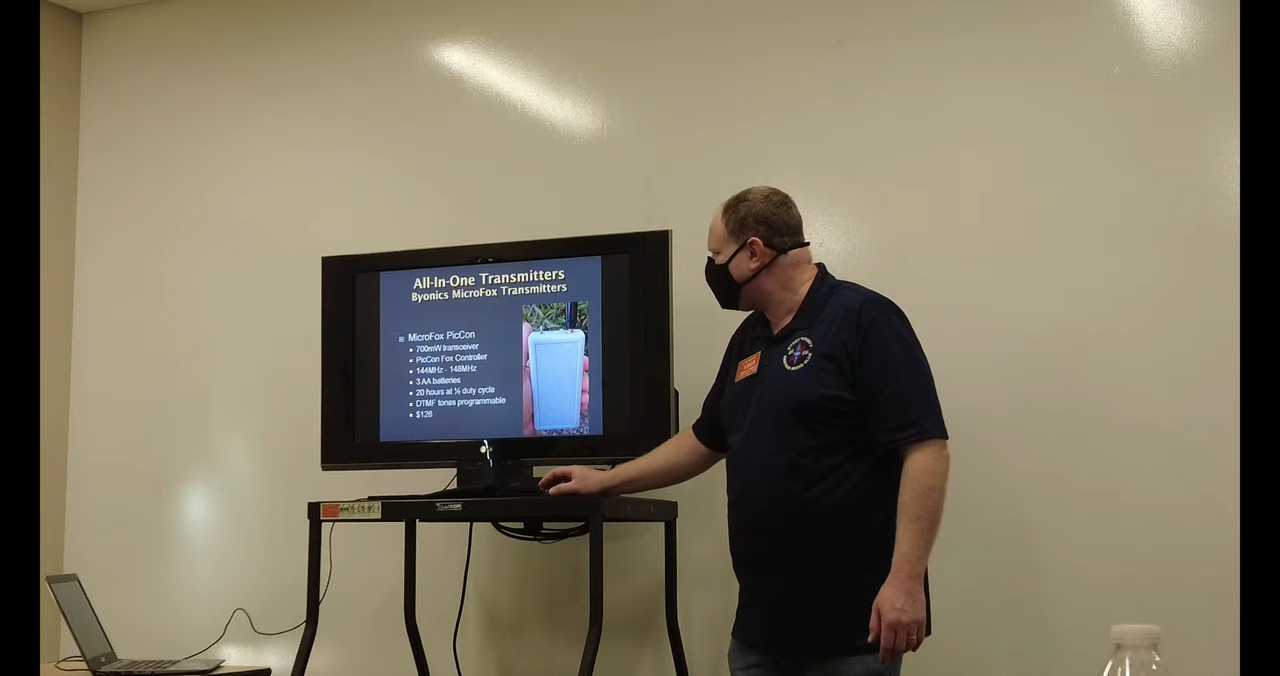 All-In-One Transmitters
Byonics MicroFox Transmitters
MicroFox PicCon
700mW transceiver
PicCon Fox Controller
144MHz - 148MHz
3 AA batteries
20 hours at ½ duty cycle
DTMF tones programmable
$126
LUXOR